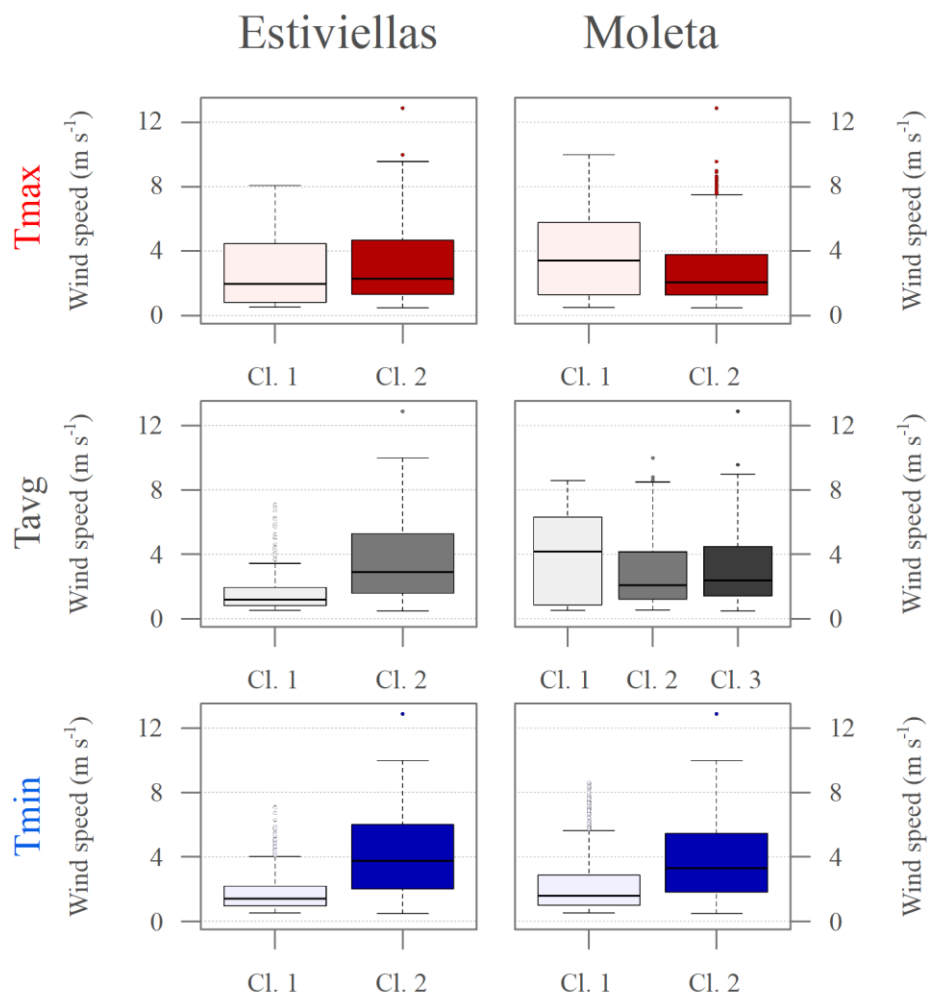 Estiviellas Moleta
Tmax
Wind speed (m s-1)
12
8
4
0
Cl. 1 Cl. 2
Cl. 1 Cl. 2
12
8
4
0
Wind speed (m s-1)
Tavg
Wind speed (m s-1)
12
8
4
0
Cl. 1 Cl. 2
Cl. 1 Cl. 2 Cl. 3
12
8
4
0
Wind speed (m s-1)
Tmin
Wind speed (m s-1)
12
8
4
0
Cl. 1 Cl. 2
Cl. 1 Cl. 2
12
8
4
0
Wind speed (m s-1)